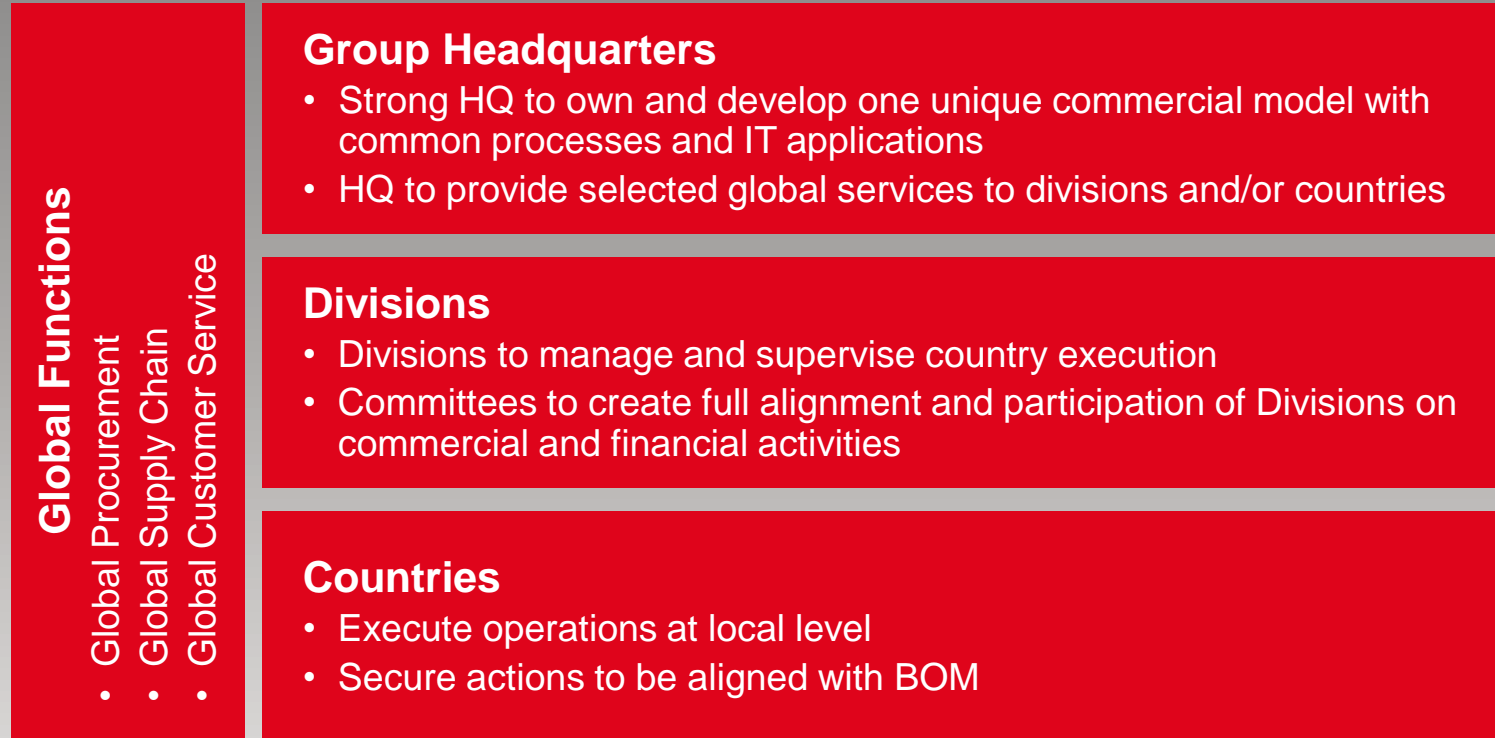 Global Functions
• Global Procurement
• Global Supply Chain
• Global Customer Service
Group Headquarters
• Strong HQ to own and develop one unique commercial model with
common processes and IT applications
• HQ to provide selected global services to divisions and/or countries
Divisions
• Divisions to manage and supervise country execution
• Committees to create full alignment and participation of Divisions on
commercial and financial activities
Countries
• Execute operations at local level
• Secure actions to be aligned with BOM